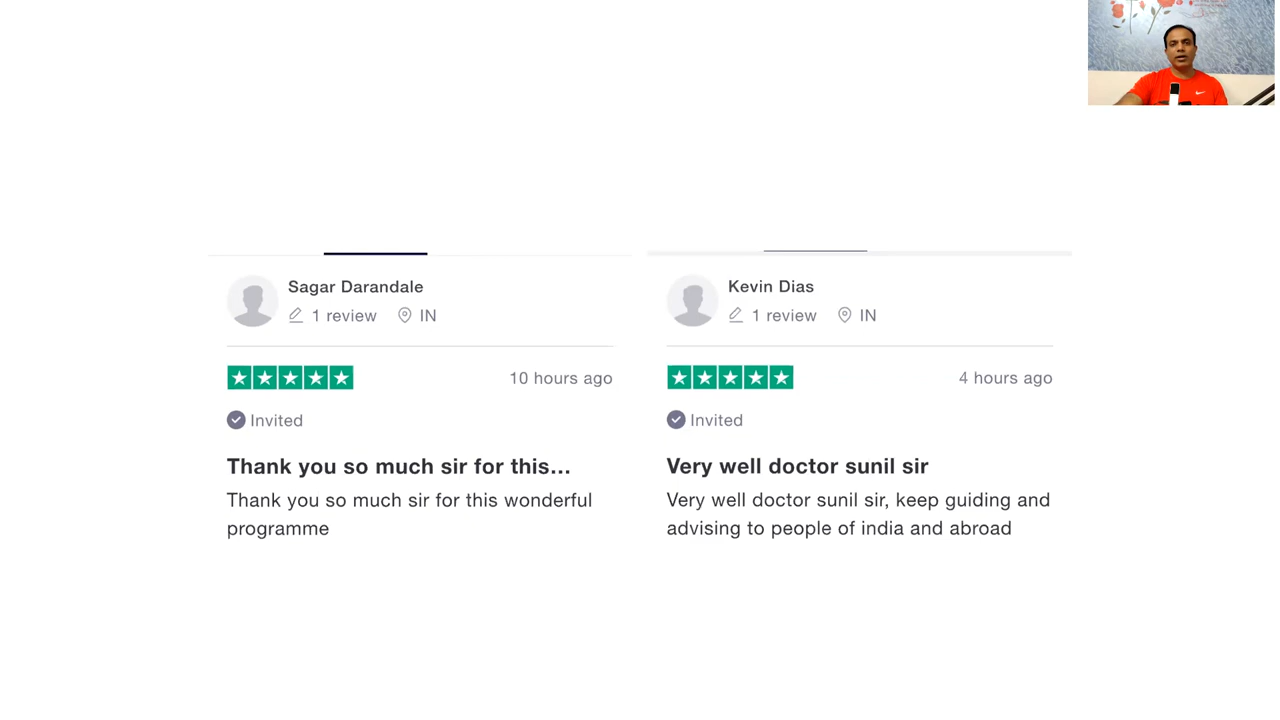 Sagar Darandale
1 review IN
10 hours ago
Invited
Thank you so much sir for this...
Thank you so much sir for this wonderful
programme
Kevin Dias
1 review IN
4 hours ago
Invited
Very well doctor sunil sir
Very well doctor sunil sir, keep guiding and
advising to people of india and abroad